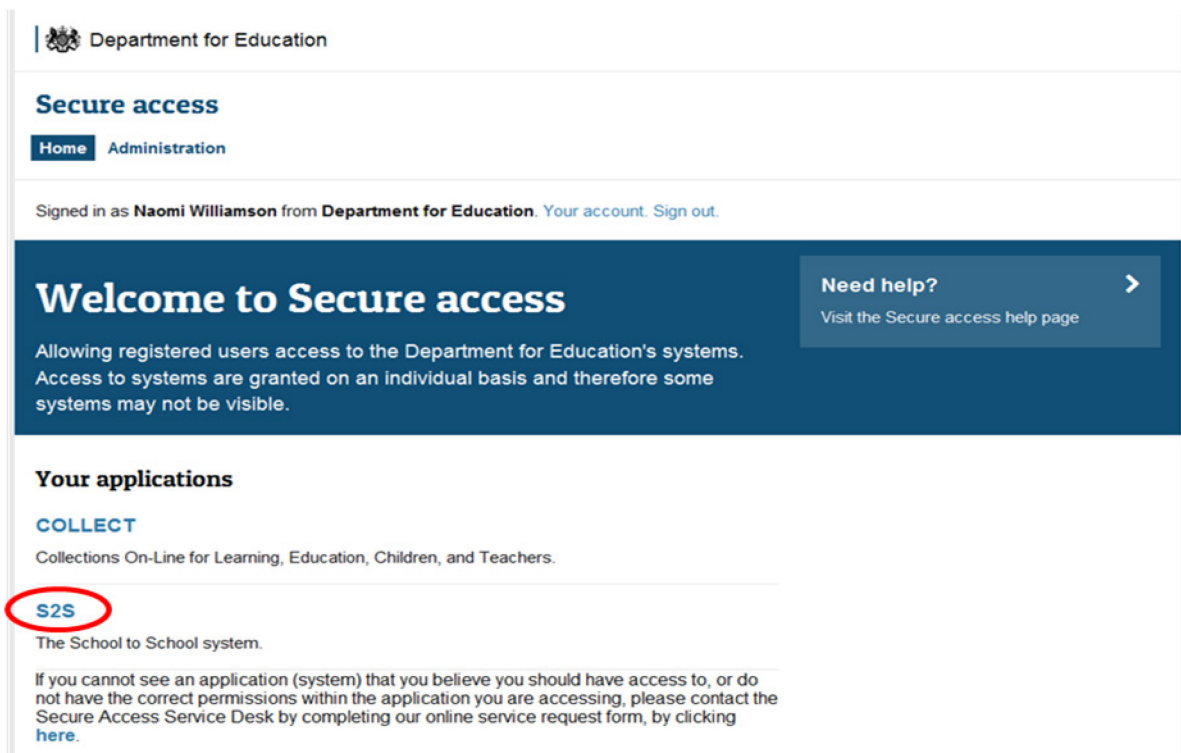 Department for Education
Secure access
Home Administration
Signed in as Naomi Williamson from Department for Education. Your account. Sign out.
Welcome to Secure access
Allowing registered users access to the Department for Education's systems.
Access to systems are granted on an individual basis and therefore some
systems may not be visible.
Need help?
Visit the Secure access help page
Your applications
COLLECT
Collections On-Line for Learning, Education, Children, and Teachers.
S2S
The School to School system.
If you cannot see an application (system) that you believe you should have access to, or do
not have the correct permissions within the application you are accessing, please contact the
Secure Access Service Desk by completing our online service request form, by clicking
here.